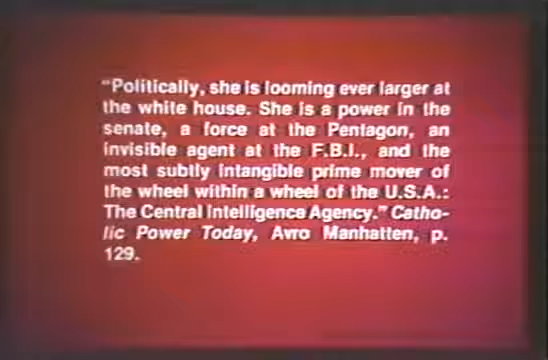 "Politically, she is looming ever larger at
the white house. She is a power in the
senate, a force at the Pentagon, an
invisible agent at the F.B.I., and the
most subtly intangible prime mover of
the wheel within a wheel of the U.S.A.:
The Central Intelligence Agency." Catho-
lic Power Today, Avro Manhatten, p.
129.